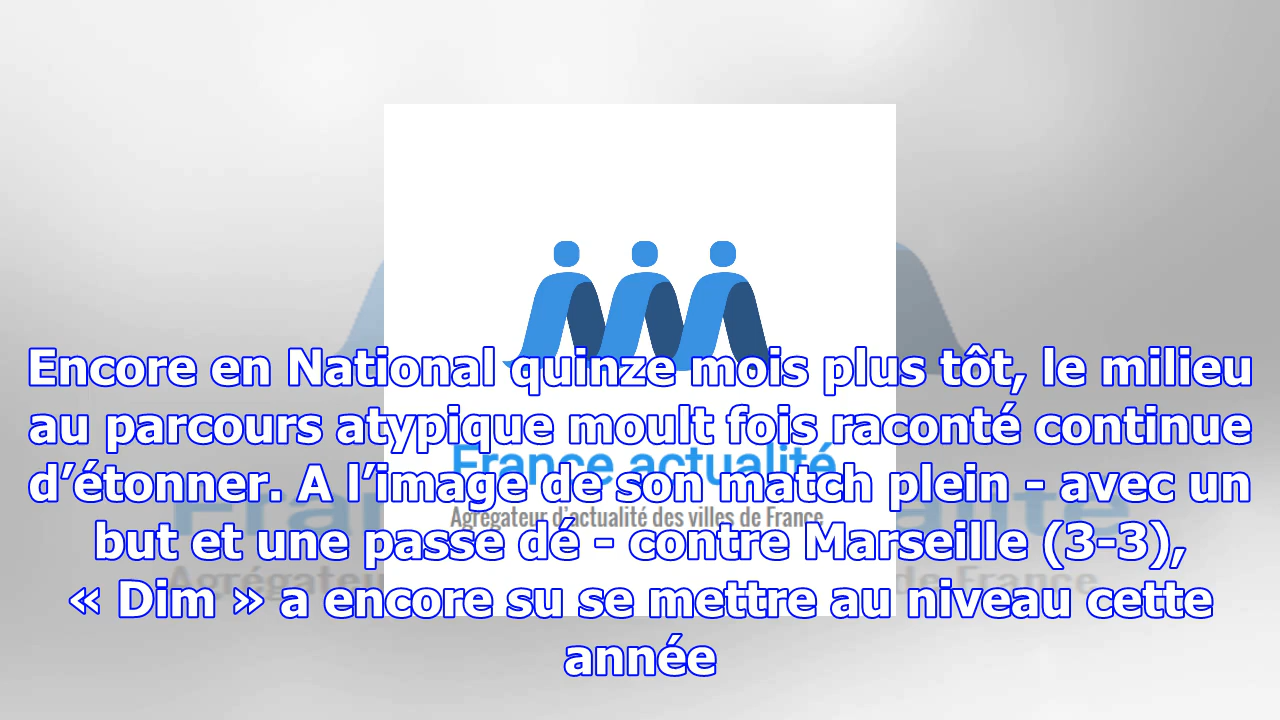 Encore en National quinze mois plus tôt, le milieu
au parcours atypique moult fois raconté continue
d’étonner. A l’image de son match plein - avec un
but et une passe dé - contre Marseille (3-3),
« Dim » a encore su se mettre au niveau cette
année
France actualité
Agrégateur d'actualité des villes de France